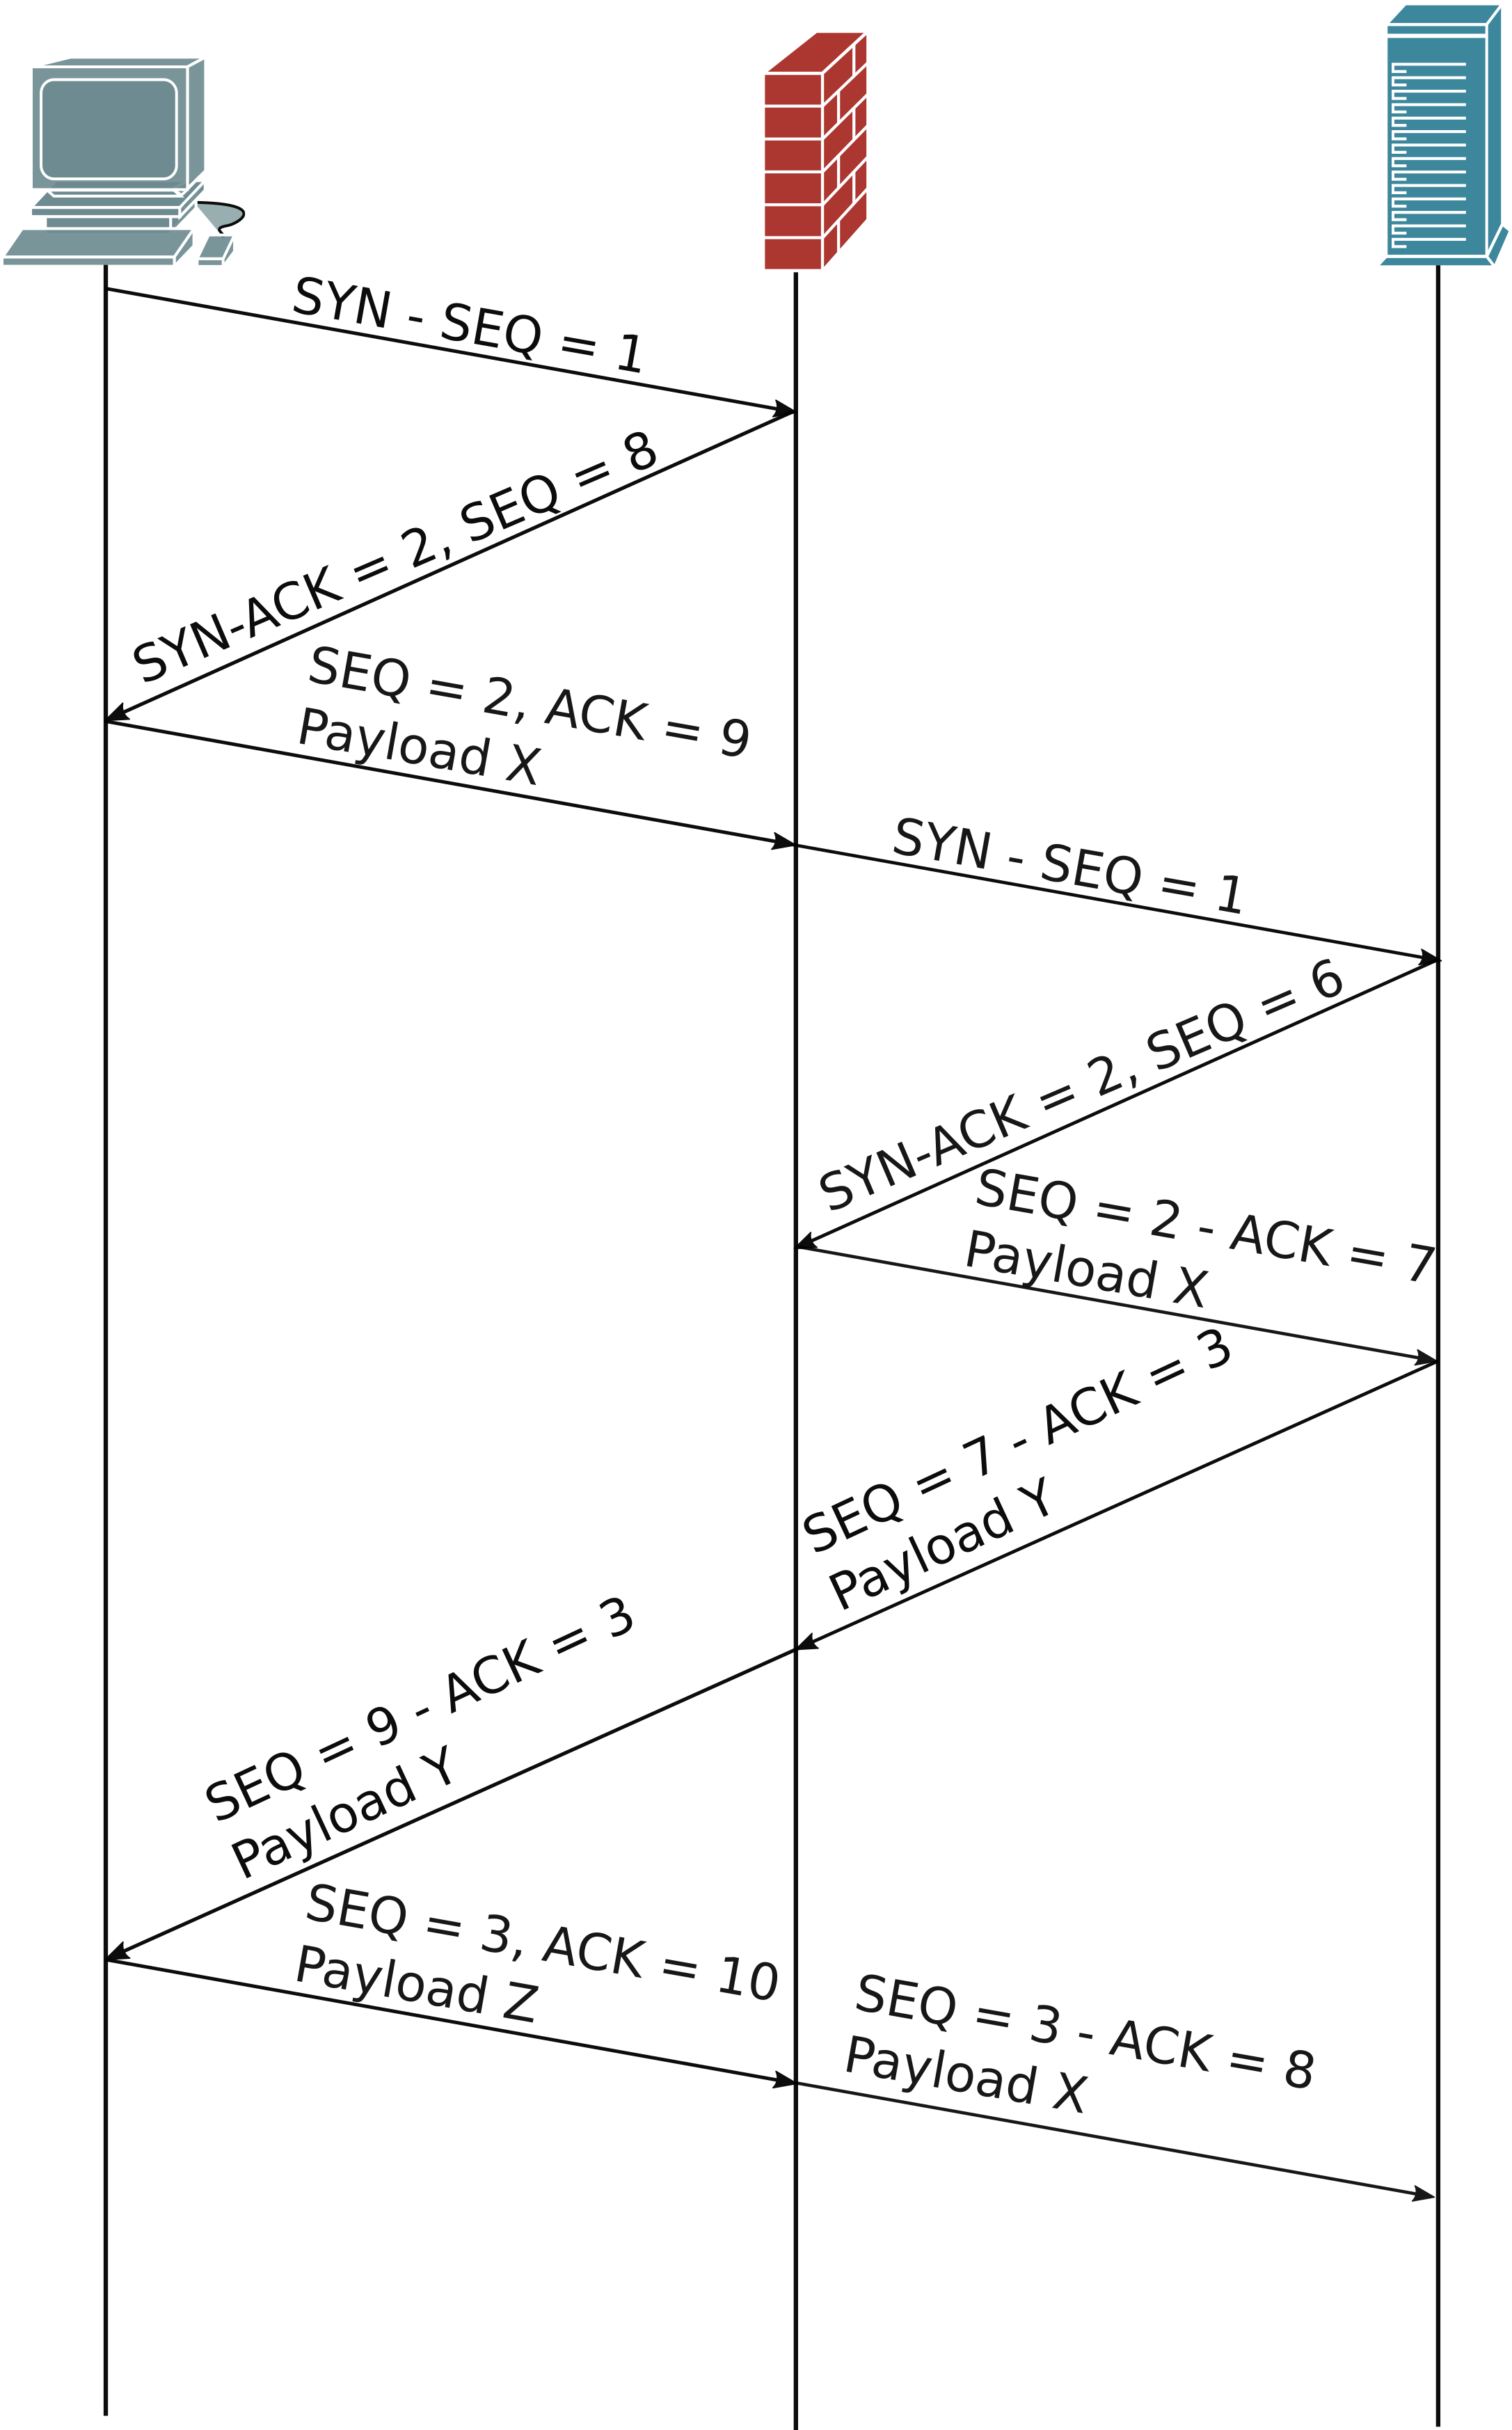 SYN - SEQ = 1
SYN-ACK = 2, SEQ = 8
SEQ = 2, ACK = 9
Payload X
SYN - SEQ = 1
SYN-ACK = 2, SEQ = 6
SEQ = 2 - ACK = 7
Payload X
SEQ = 7 - ACK = 3
Payload Y
SEQ = 9 - ACK = 3
Payload Y
SEQ = 3, ACK = 10
Payload Z
SEQ = 3 - ACK = 8
Payload X